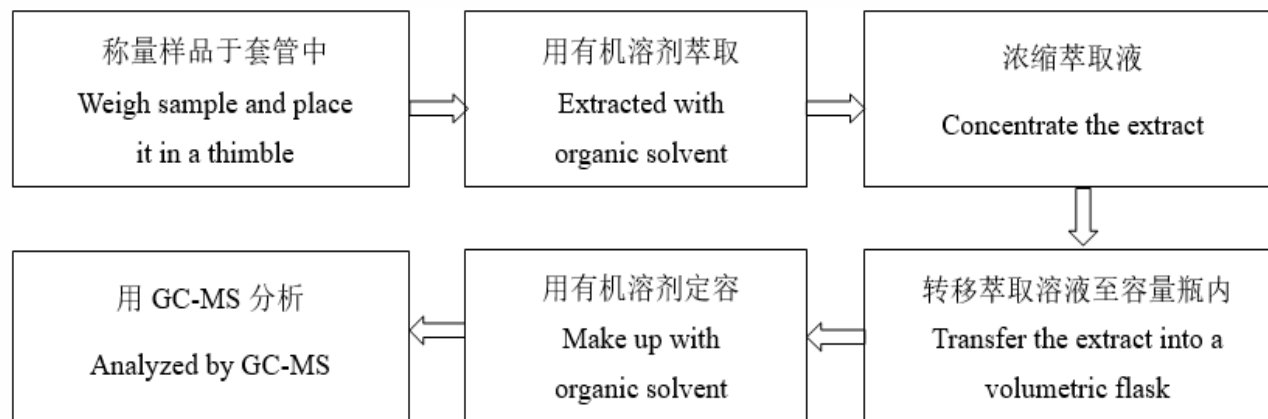 称量样品于套管中
Weigh sample and place
it in a thimble
用有机溶剂萃取
Extracted with
organic solvent
浓缩萃取液
Concentrate the extract
转移萃取溶液至容量瓶内
Transfer the extract into a
volumetric flask
用有机溶剂定容
Make up with
organic solvent
用 GC-MS 分析
Analyzed by GC-MS